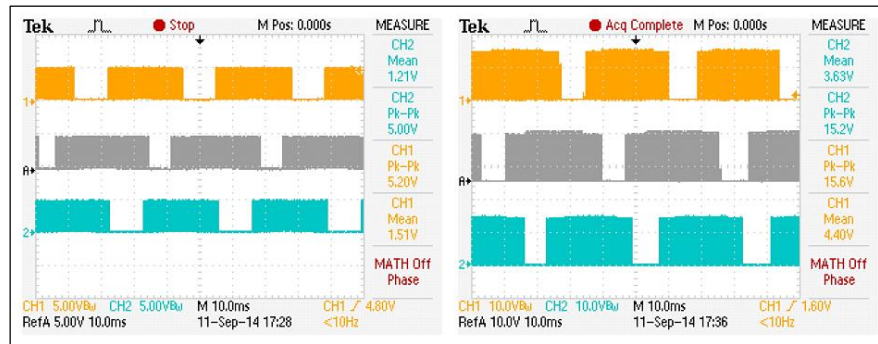 Tek Stop M Pos: 0.000s MEASURE
CH2
Mean
1.21V
CH2
Pk-Pk
5.00V
CH1
Pk-Pk
5.20V
CH1
Mean
1.51V
MATH Off
Phase
1
A
2
CH1 5.00VBW CH2 5.00VBW M 10.0ms CH1 / 4.80V
RefA 5.00V 10.0ms 11-Sep-14 17:28 <10Hz
Tek Acq Complete M Pos: 0.000s MEASURE
CH2
Mean
3.63V
CH2
Pk-Pk
15.2V
CH1
Pk-Pk
15.6V
CH1
Mean
4.40V
MATH Off
Phase
1
A
2
CH1 10.0VBW CH2 10.0VBW M 10.0ms CH1 / 1.60V
RefA 10.0V 10.0ms 11-Sep-14 17:36 <10Hz